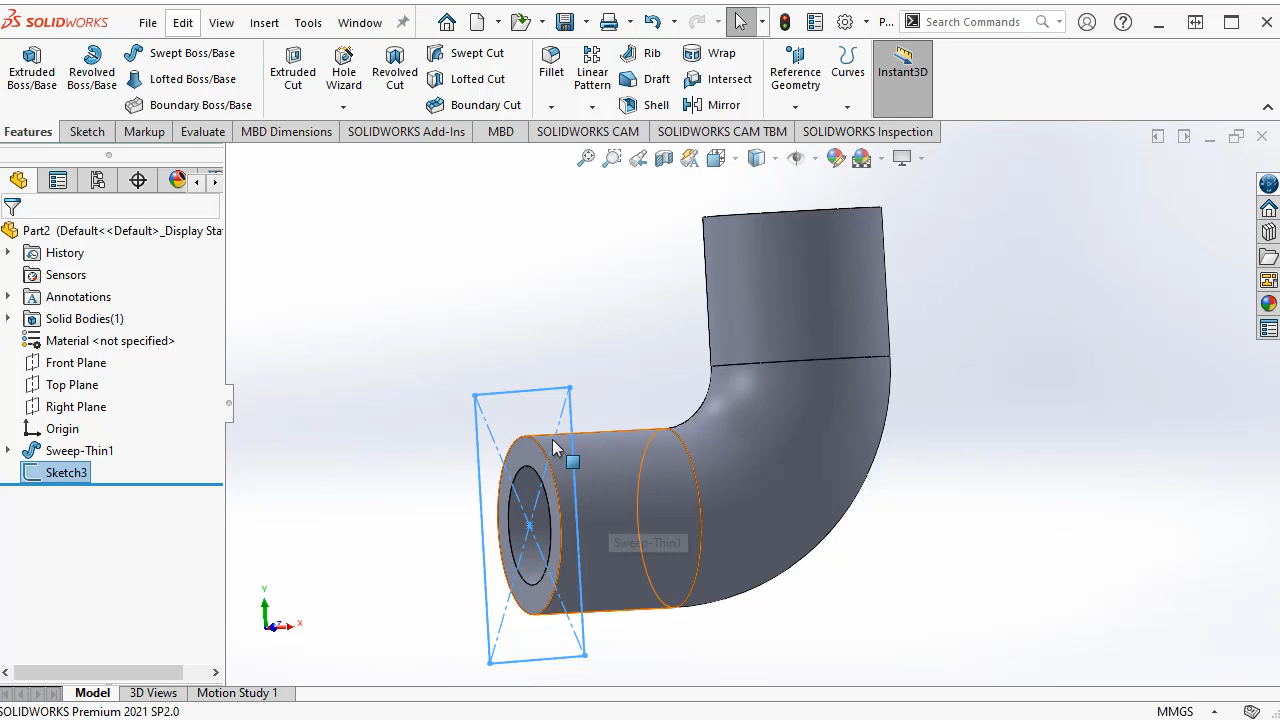 SOLIDWORKS File Edit View Insert Tools Window P... Search Commands
Extruded Boss/Base Revolved Boss/Base Swept Boss/Base Lofted Boss/Base Boundary Boss/Base Extruded Cut Hole Wizard Revolved Cut Swept Cut Lofted Cut Boundary Cut Fillet Linear Pattern Rib Draft Shell Wrap Intersect Mirror Reference Geometry Curves Instant3D
Features Sketch Markup Evaluate MBD Dimensions SOLIDWORKS Add-Ins MBD SOLIDWORKS CAM SOLIDWORKS CAM TBM SOLIDWORKS Inspection
Part2 (Default<<Default>_Display Sta
History
Sensors
Annotations
Solid Bodies(1)
Material <not specified>
Front Plane
Top Plane
Right Plane
Origin
Sweep-Thin1
Sketch3
Sweep-Thin1
Y
Z X
Model 3D Views Motion Study 1
SOLIDWORKS Premium 2021 SP2.0 MMGS